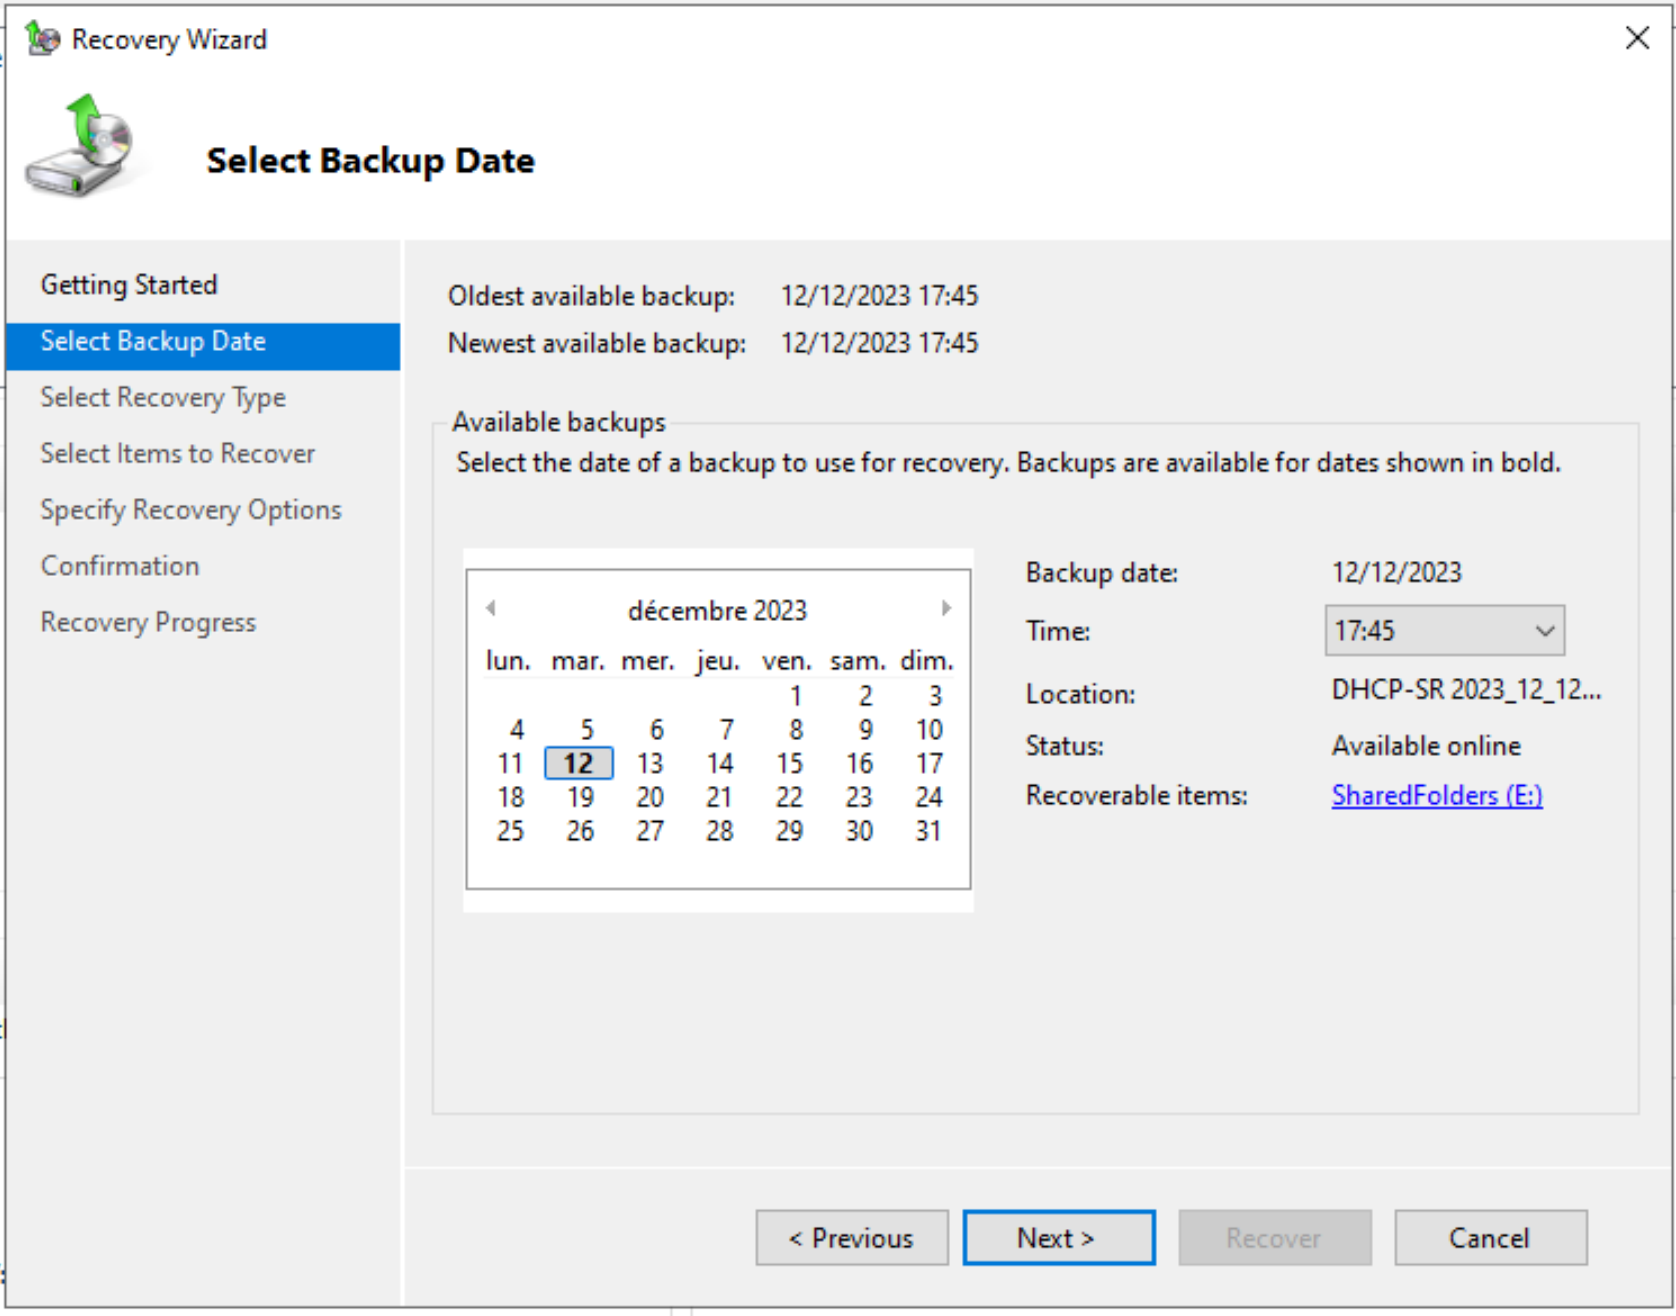 Recovery Wizard
Select Backup Date
Getting Started
Select Backup Date
Select Recovery Type
Select Items to Recover
Specify Recovery Options
Confirmation
Recovery Progress
Oldest available backup: 12/12/2023 17:45
Newest available backup: 12/12/2023 17:45
Available backups
Select the date of a backup to use for recovery. Backups are available for dates shown in bold.
décembre 2023
lun. mar. mer. jeu. ven. sam. dim.
1 2 3
4 5 6 7 8 9 10
11 12 13 14 15 16 17
18 19 20 21 22 23 24
25 26 27 28 29 30 31
Backup date: 12/12/2023
Time: 17:45
Location: DHCP-SR 2023_12_12...
Status: Available online
Recoverable items: SharedFolders (E:)
< Previous
Next >
Recover
Cancel